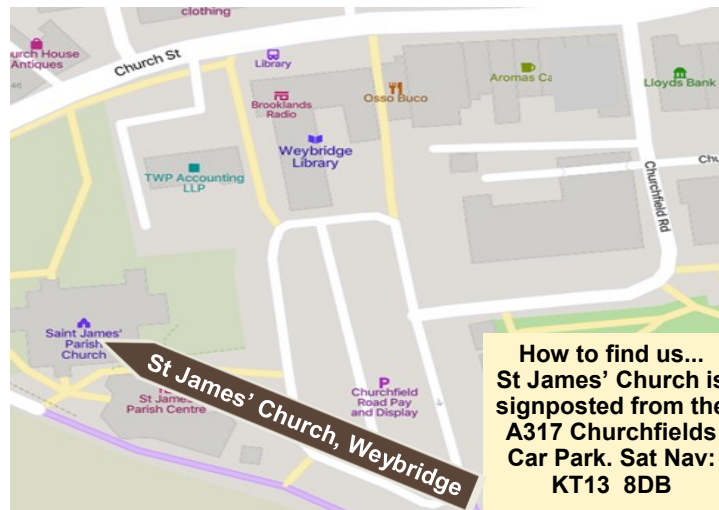 clothing
urch House
Antiques
46
Church St
Library
Brooklands
Radio
Osso Buco
Aromas Ca
Lloyds Bank
Weybridge
Library
TWP Accounting
LLP
Chu
Churchfield Rd
Saint James'
Parish
Church
St James
Parish Centre
St James’ Church, Weybridge
P
Churchfield
Road Pay
and Display
How to find us...
St James’ Church is
signposted from the
A317 Churchfields
Car Park. Sat Nav:
KT13 8DB